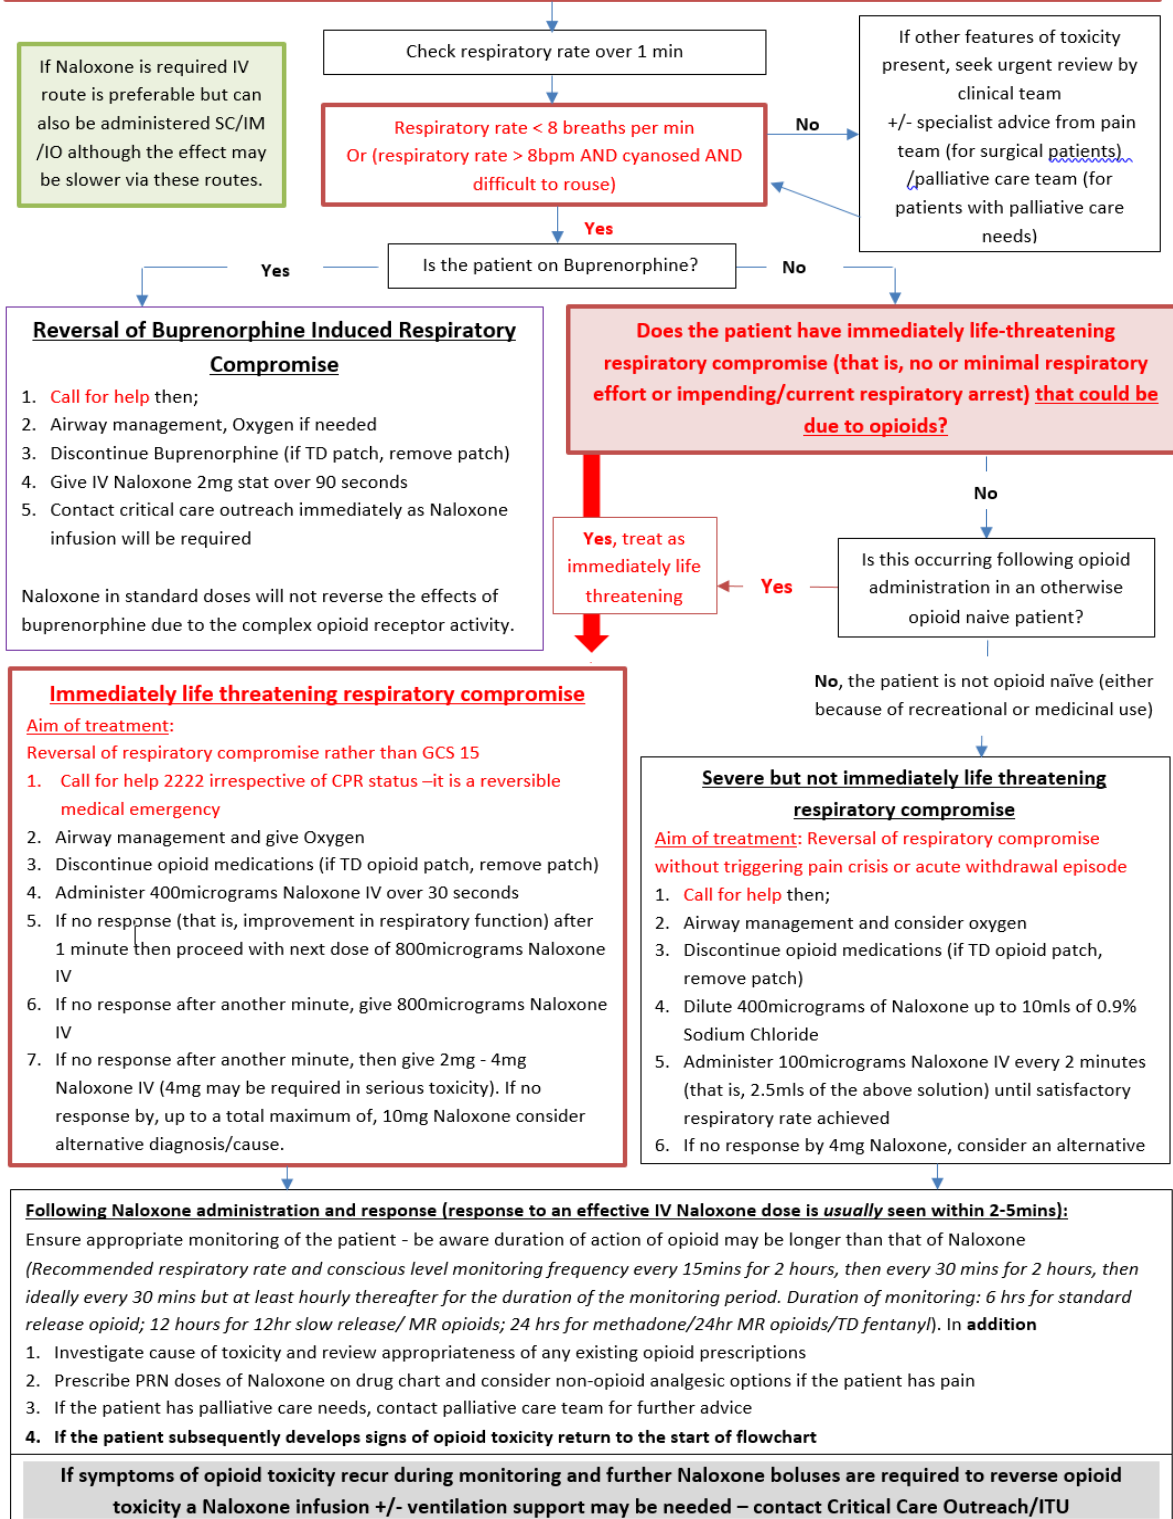 Check respiratory rate over 1 min
If Naloxone is required IV
route is preferable but can
also be administered SC/IM
/IO although the effect may
be slower via these routes.
Respiratory rate < 8 breaths per min
Or (respiratory rate > 8bpm AND cyanosed AND
difficult to rouse)
No
If other features of toxicity
present, seek urgent review by
clinical team
+/- specialist advice from pain
team (for surgical patients)
/palliative care team (for
patients with palliative care
needs)
Yes
Is the patient on Buprenorphine?
Yes
No
Reversal of Buprenorphine Induced Respiratory
Compromise
1. Call for help then;
2. Airway management, Oxygen if needed
3. Discontinue Buprenorphine (if TD patch, remove patch)
4. Give IV Naloxone 2mg stat over 90 seconds
5. Contact critical care outreach immediately as Naloxone
infusion will be required
Naloxone in standard doses will not reverse the effects of
buprenorphine due to the complex opioid receptor activity.
Does the patient have immediately life-threatening
respiratory compromise (that is, no or minimal respiratory
effort or impending/current respiratory arrest) that could be
due to opioids?
No
Yes, treat as
immediately life
threatening
Yes
Is this occurring following opioid
administration in an otherwise
opioid naive patient?
No, the patient is not opioid naïve (either
because of recreational or medicinal use)
Immediately life threatening respiratory compromise
Aim of treatment:
Reversal of respiratory compromise rather than GCS 15
1. Call for help 2222 irrespective of CPR status –it is a reversible
medical emergency
2. Airway management and give Oxygen
3. Discontinue opioid medications (if TD opioid patch, remove patch)
4. Administer 400micrograms Naloxone IV over 30 seconds
5. If no response (that is, improvement in respiratory function) after
1 minute then proceed with next dose of 800micrograms Naloxone
IV
6. If no response after another minute, give 800micrograms Naloxone
IV
7. If no response after another minute, then give 2mg - 4mg
Naloxone IV (4mg may be required in serious toxicity). If no
response by, up to a total maximum of, 10mg Naloxone consider
alternative diagnosis/cause.
Severe but not immediately life threatening
respiratory compromise
Aim of treatment: Reversal of respiratory compromise
without triggering pain crisis or acute withdrawal episode
1. Call for help then;
2. Airway management and consider oxygen
3. Discontinue opioid medications (if TD opioid patch,
remove patch)
4. Dilute 400micrograms of Naloxone up to 10mls of 0.9%
Sodium Chloride
5. Administer 100micrograms Naloxone IV every 2 minutes
(that is, 2.5mls of the above solution) until satisfactory
respiratory rate achieved
6. If no response by 4mg Naloxone, consider an alternative
Following Naloxone administration and response (response to an effective IV Naloxone dose is usually seen within 2-5mins):
Ensure appropriate monitoring of the patient - be aware duration of action of opioid may be longer than that of Naloxone
(Recommended respiratory rate and conscious level monitoring frequency every 15mins for 2 hours, then every 30 mins for 2 hours, then
ideally every 30 mins but at least hourly thereafter for the duration of the monitoring period. Duration of monitoring: 6 hrs for standard
release opioid; 12 hours for 12hr slow release/ MR opioids; 24 hrs for methadone/24hr MR opioids/TD fentanyl). In addition
1. Investigate cause of toxicity and review appropriateness of any existing opioid prescriptions
2. Prescribe PRN doses of Naloxone on drug chart and consider non-opioid analgesic options if the patient has pain
3. If the patient has palliative care needs, contact palliative care team for further advice
4. If the patient subsequently develops signs of opioid toxicity return to the start of flowchart
If symptoms of opioid toxicity recur during monitoring and further Naloxone boluses are required to reverse opioid
toxicity a Naloxone infusion +/- ventilation support may be needed – contact Critical Care Outreach/ITU